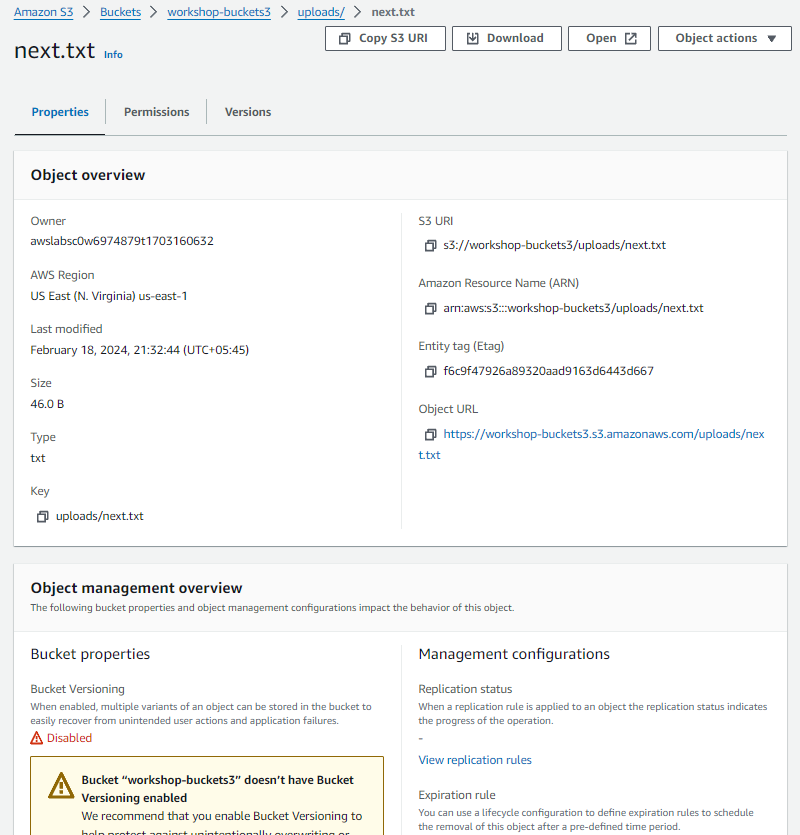 Amazon S3 > Buckets > workshop-buckets3 > uploads/ > next.txt
next.txt Info
Copy S3 URI Download Open Object actions
Properties Permissions Versions
Object overview
Owner
awslabsc0w6974879t1703160632
AWS Region
US East (N. Virginia) us-east-1
Last modified
February 18, 2024, 21:32:44 (UTC+05:45)
Size
46.0 B
Type
txt
Key
uploads/next.txt
S3 URI
s3://workshop-buckets3/uploads/next.txt
Amazon Resource Name (ARN)
arn:aws:s3:::workshop-buckets3/uploads/next.txt
Entity tag (Etag)
f6c9f47926a89320aad9163d6443d667
Object URL
https://workshop-buckets3.s3.amazonaws.com/uploads/nex
t.txt
Object management overview
The following bucket properties and object management configurations impact the behavior of this object.
Bucket properties
Bucket Versioning
When enabled, multiple variants of an object can be stored in the bucket to
easily recover from unintended user actions and application failures.
Disabled
Bucket “workshop-buckets3” doesn’t have Bucket
Versioning enabled
We recommend that you enable Bucket Versioning to
help protect against unintentionally overwriting or
Management configurations
Replication status
When a replication rule is applied to an object the replication status indicates
the progress of the operation.
-
View replication rules
Expiration rule
You can use a lifecycle configuration to define expiration rules to schedule
the removal of this object after a pre-defined time period.